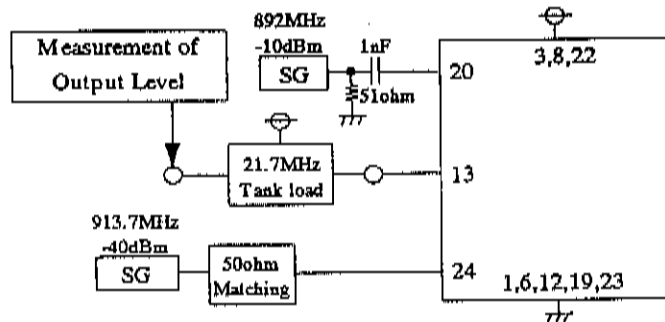 Measurement of
Output Level
892MHz
-10dBm
SG
1nF
51ohm
3,8,22
20
21.7MHz
Tank load
13
913.7MHz
-40dBm
SG
50ohm
Matching
24
1,6,12,19,23